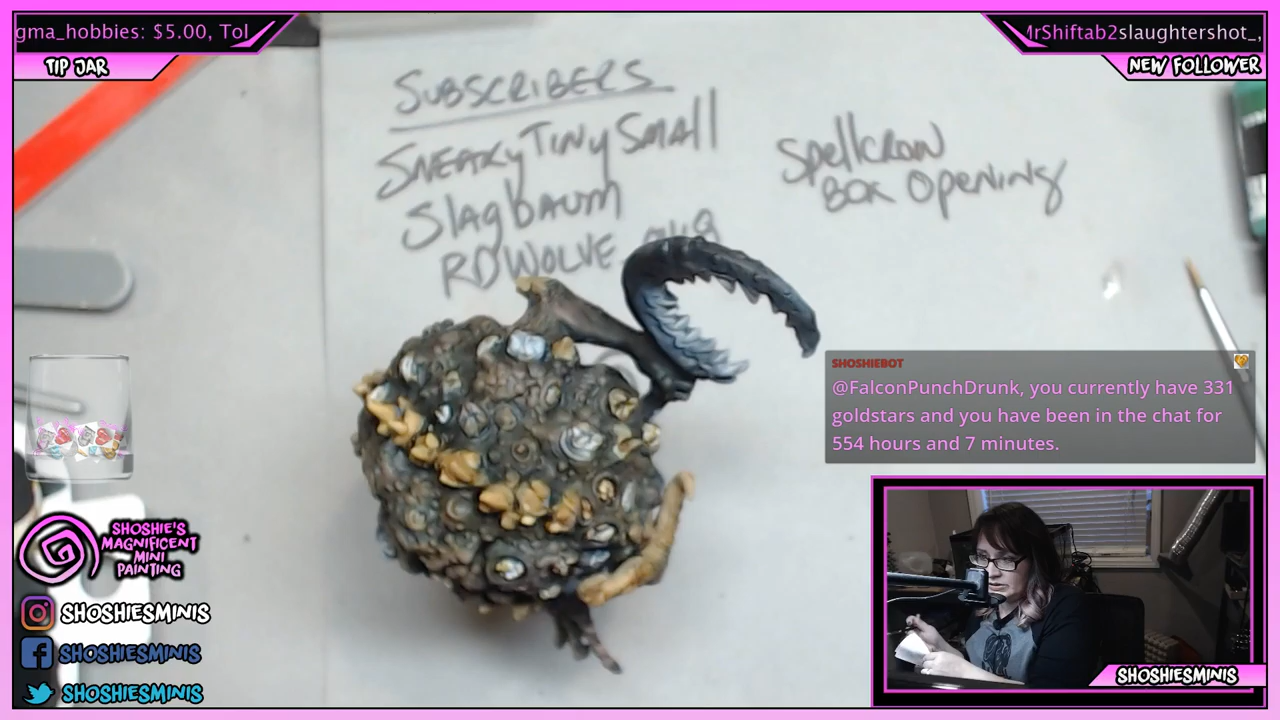 gma_hobbies: $5.00, Tol
TIP JAR
MrShiftab2slaughtershot_,
NEW FOLLOWER
SUBSCRIBERS
SNEAKYTINYSMALL
Slagbaum
RDWOLVE
Spellcrow
Box Opening
SHOSHIEBOT
@FalconPunchDrunk, you currently have 331
goldstars and you have been in the chat for
554 hours and 7 minutes.
SHOSHIE'S
MAGNIFICENT
MINI
PAINTING
SHOSHIESMINIS
SHOSHIESMINIS
SHOSHIESMINIS
SHOSHIESMINIS